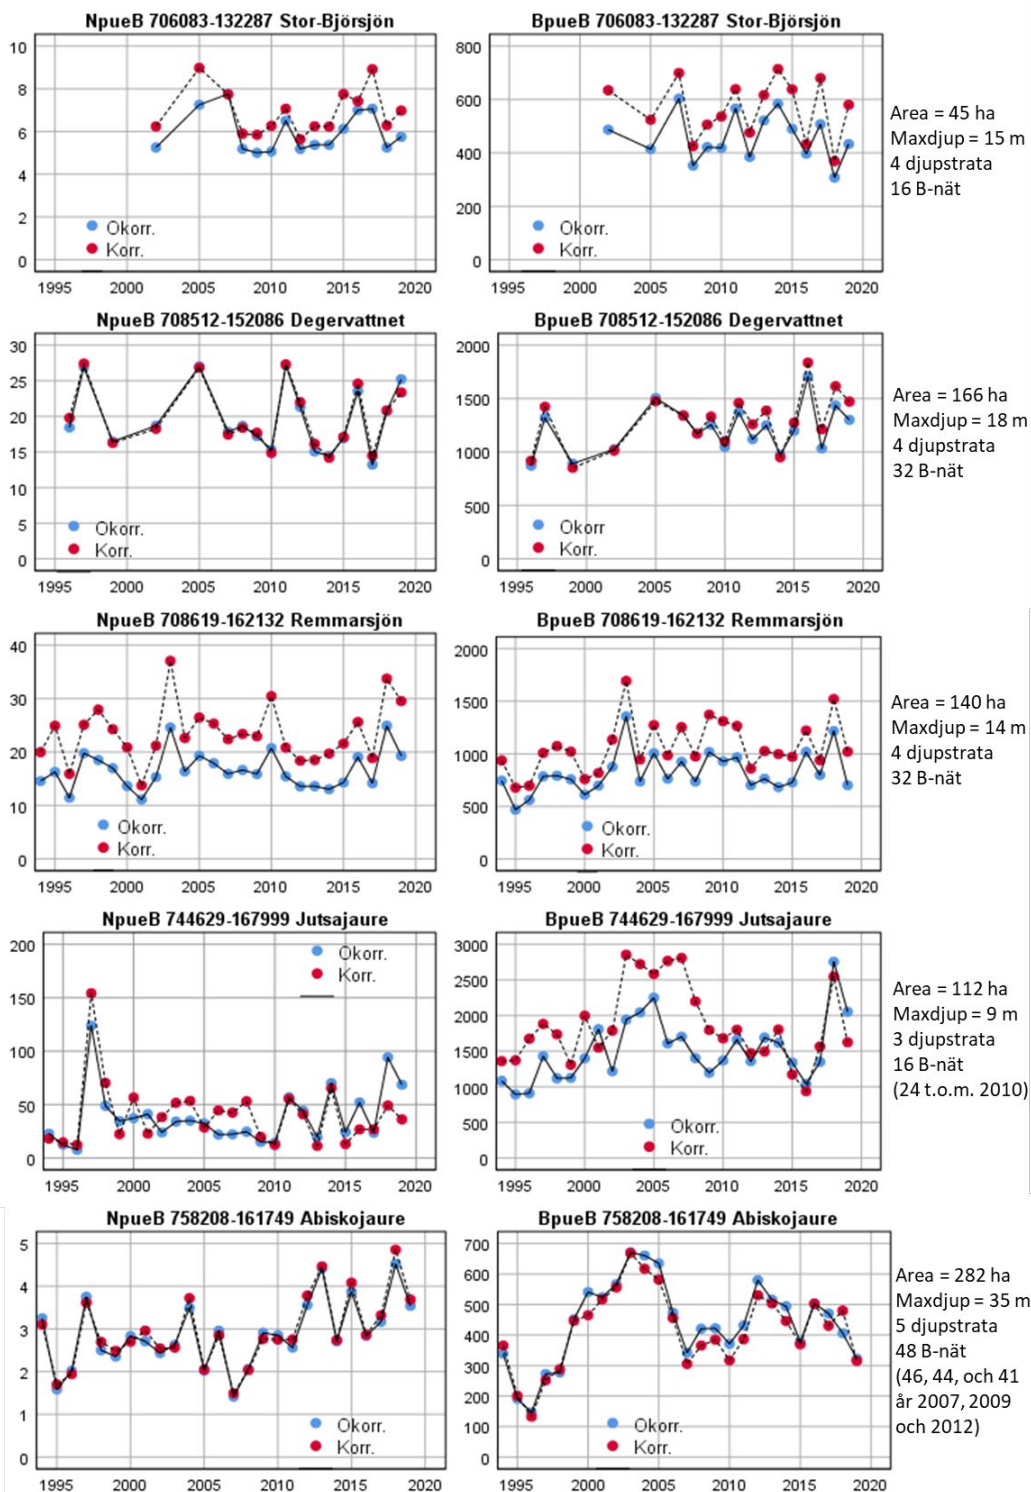 NpueB 706083-132287 Stor-Björsjön
10
8
6
4
2
0
Okorr.
Korr.
1995 2000 2005 2010 2015 2020
BpueB 706083-132287 Stor-Björsjön
800
600
400
200
0
Okorr.
Korr.
1995 2000 2005 2010 2015 2020
Area = 45 ha
Maxdjup = 15 m
4 djupstrata
16 B-nät
NpueB 708512-152086 Degervattnet
30
25
20
15
10
5
0
Okorr.
Korr.
1995 2000 2005 2010 2015 2020
BpueB 708512-152086 Degervattnet
2000
1500
1000
500
0
Okorr
Korr.
1995 2000 2005 2010 2015 2020
Area = 166 ha
Maxdjup = 18 m
4 djupstrata
32 B-nät
NpueB 708619-162132 Remmarsjön
40
30
20
10
0
Okorr.
Korr.
1995 2000 2005 2010 2015 2020
BpueB 708619-162132 Remmarsjön
2000
1500
1000
500
0
Okorr.
Korr.
1995 2000 2005 2010 2015 2020
Area = 140 ha
Maxdjup = 14 m
4 djupstrata
32 B-nät
NpueB 744629-167999 Jutsajaure
200
150
100
50
0
Okorr.
Korr.
1995 2000 2005 2010 2015 2020
BpueB 744629-167999 Jutsajaure
3000
2500
2000
1500
1000
500
0
Okorr.
Korr.
1995 2000 2005 2010 2015 2020
Area = 112 ha
Maxdjup = 9 m
3 djupstrata
16 B-nät
(24 t.o.m. 2010)
NpueB 758208-161749 Abiskojaure
5
4
3
2
1
0
Okorr.
Korr.
1995 2000 2005 2010 2015 2020
BpueB 758208-161749 Abiskojaure
700
600
500
400
300
200
100
0
Okorr.
Korr.
1995 2000 2005 2010 2015 2020
Area = 282 ha
Maxdjup = 35 m
5 djupstrata
48 B-nät
(46, 44, och 41
år 2007, 2009
och 2012)